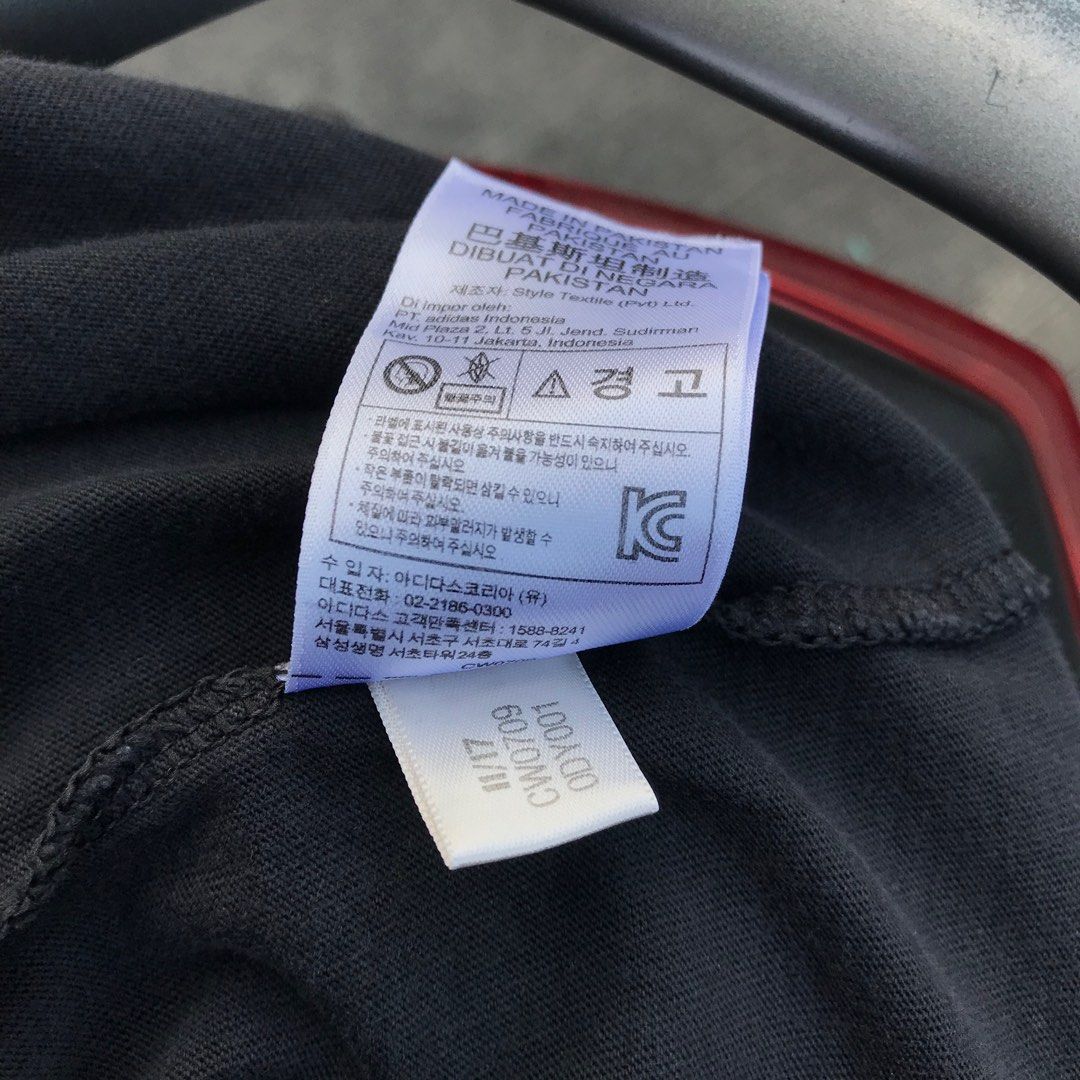 MADE IN PAKISTAN
FABRIQUE AU
PAKISTAN
巴基斯坦制造
DIBUAT DI NEGARA
PAKISTAN
제조자: Style Textile (Pvt) Ltd.
Di impor oleh:
PT. adidas Indonesia
Mid Plaza 2, Lt. 5 Jl. Jend. Sudirman
Kav. 10-11 Jakarta, Indonesia
⚠ 경 고
· 라벨에 표시된 사용성 주의사항을 반드시 숙지하여 주십시오.
· 불꽃 접근 시 불길이 옮겨 붙을 가능성이 있으니
주의하여 주십시오
· 작은 부품이 탈락되면 삼킬 수 있으니
주의하여 주십시오
· 체질에 따라 피부알러지가 발생할 수
있으니 주의하여 주십시오
KC
수 입 자: 아디다스코리아 (유)
대표전화 : 02-2186-0300
아디다스 고객만족센터 : 1588-8241
서울특별시 서초구 서초대로 74길 4
삼성생명 서초타워 24층
11/17
CW0709
ODY001